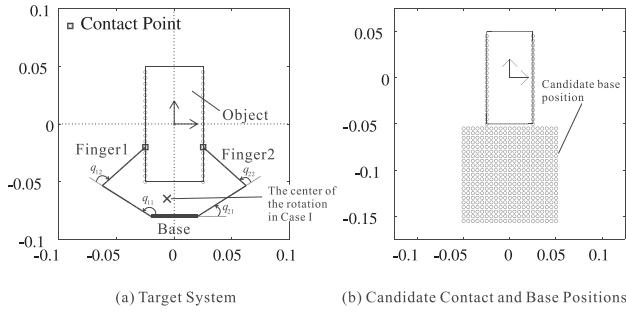 0.1
Contact Point
0.05
0
-0.05
-0.1
-0.1
-0.05
0
0.05
0.1
Object
Finger1
Finger2
q12
q22
q11
q21
The center of
the rotation
in Case I
Base
(a) Target System
0.05
0
-0.05
-0.1
-0.15
-0.1
-0.05
0
0.05
0.1
Candidate base
position
(b) Candidate Contact and Base Positions